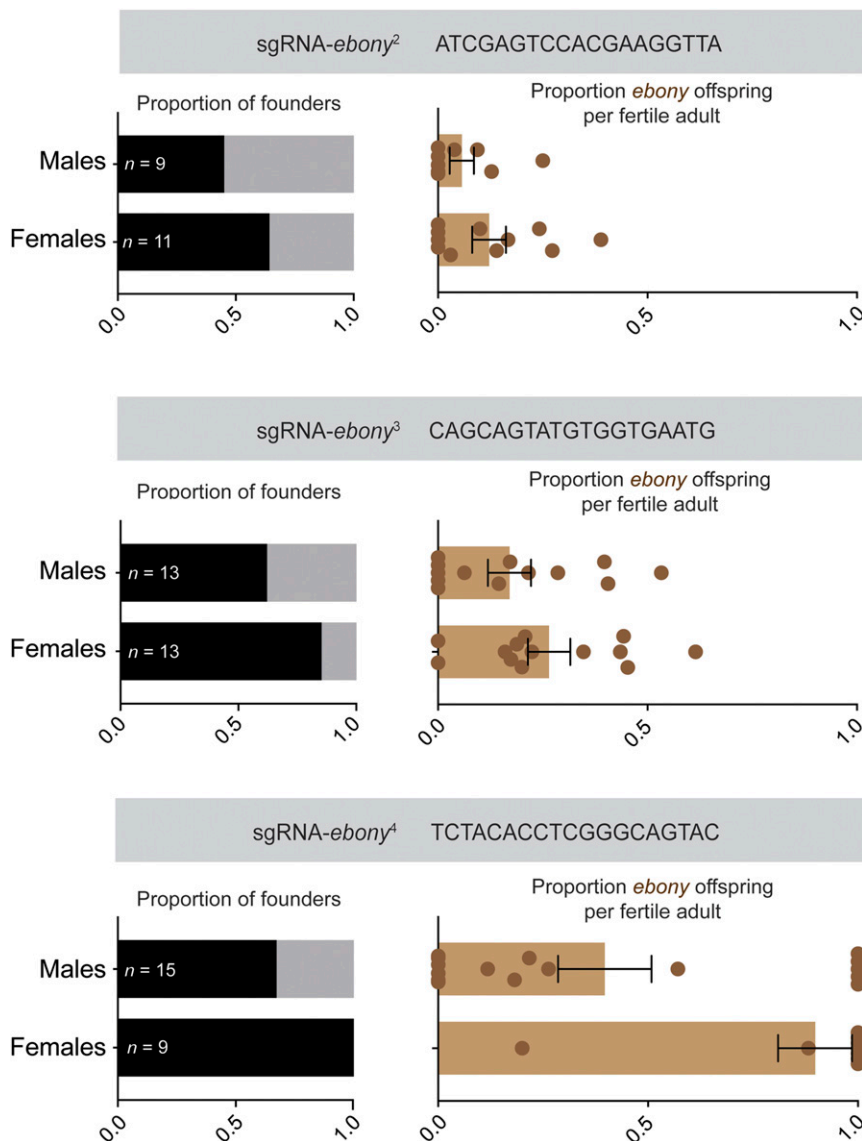 sgRNA-ebony² ATCGAGTCCACGAAGGTTA
Proportion of founders
Proportion ebony offspring
per fertile adult
Males
n = 9
Females
n = 11
0.0 0.5 1.0
0.0 0.5 1.0
sgRNA-ebony³ CAGCAGTATGTGGTGAATG
Proportion of founders
Proportion ebony offspring
per fertile adult
Males
n = 13
Females
n = 13
0.0 0.5 1.0
0.0 0.5 1.0
sgRNA-ebony⁴ TCTACACCTCGGGCAGTAC
Proportion of founders
Proportion ebony offspring
per fertile adult
Males
n = 15
Females
n = 9
0.0 0.5 1.0
0.0 0.5 1.0